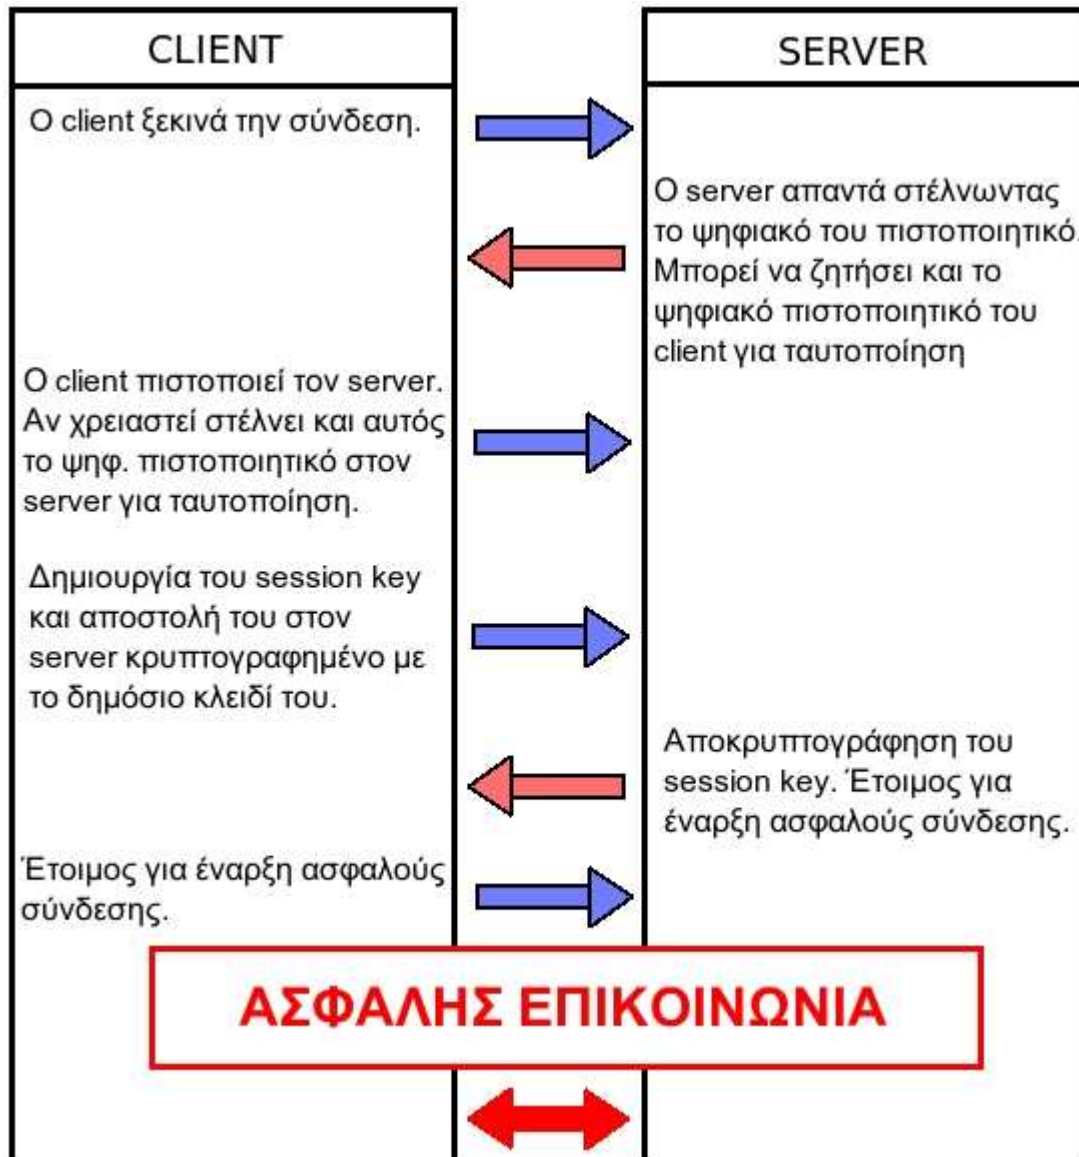 CLIENT
SERVER
Ο client ξεκινά την σύνδεση.
Ο server απαντά στέλνωντας
το ψηφιακό του πιστοποιητικό.
Μπορεί να ζητήσει και το
ψηφιακό πιστοποιητικό του
client για ταυτοποίηση
Ο client πιστοποιεί τον server.
Αν χρειαστεί στέλνει και αυτός
το ψηφ. πιστοποιητικό στον
server για ταυτοποίηση.
Δημιουργία του session key
και αποστολή του στον
server κρυπτογραφημένο με
το δημόσιο κλειδί του.
Αποκρυπτογράφηση του
session key. Έτοιμος για
έναρξη ασφαλούς σύνδεσης.
Έτοιμος για έναρξη ασφαλούς
σύνδεσης.
ΑΣΦΑΛΗΣ ΕΠΙΚΟΙΝΩΝΙΑ